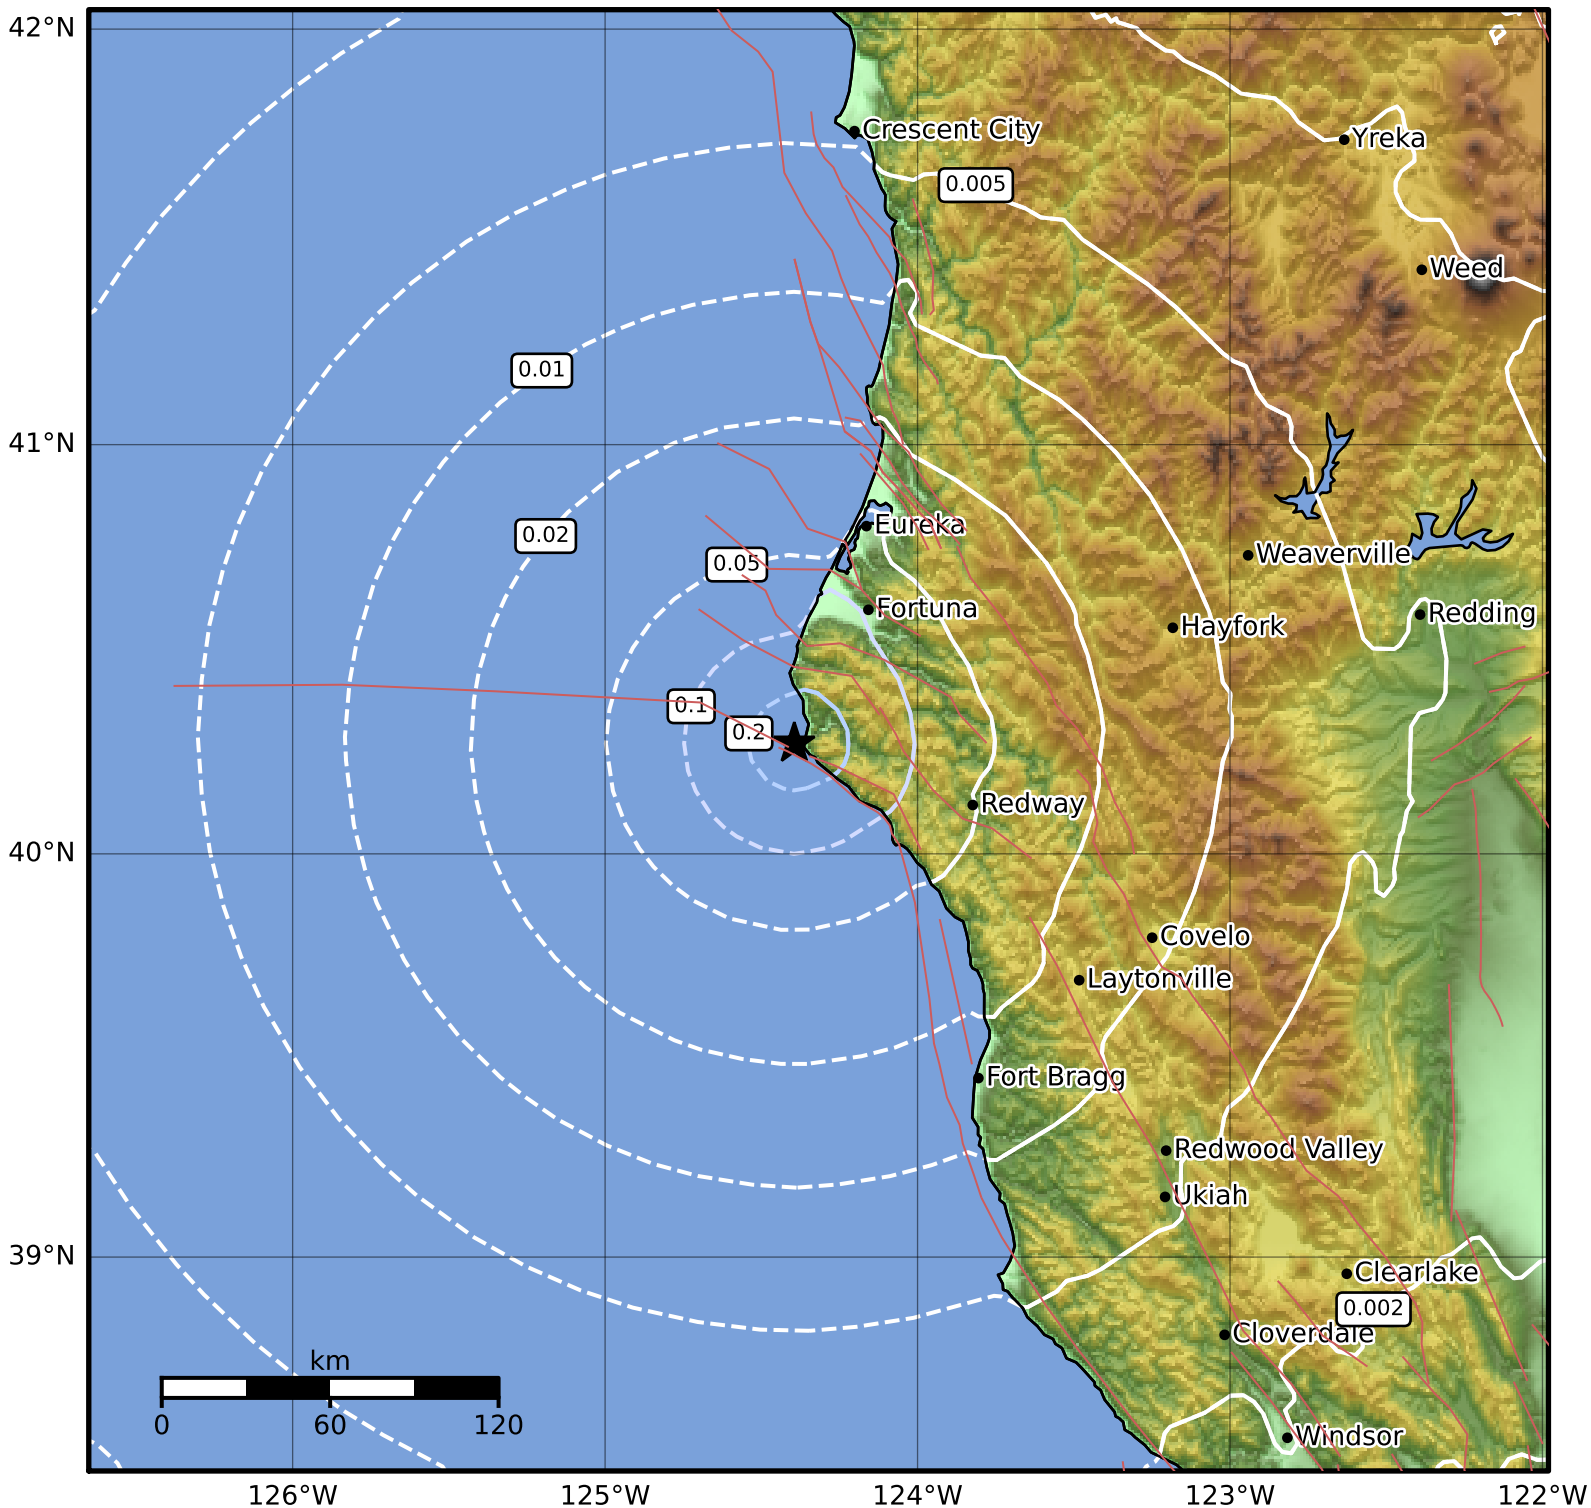 42°N
Crescent City
Yreka
0.005
Weed
0.01
41°N
0.02
Eureka
Weaverville
0.05
Fortuna
Redding
Hayfork
0.1
0.2
Redway
40°N
Covelo
Laytonville
Fort Bragg
Redwood Valley
Ukiah
39°N
Clearlake
0.002
Cloverdale
km
0 60 120
Windsor
126°W 125°W 124°W 123°W 122°W